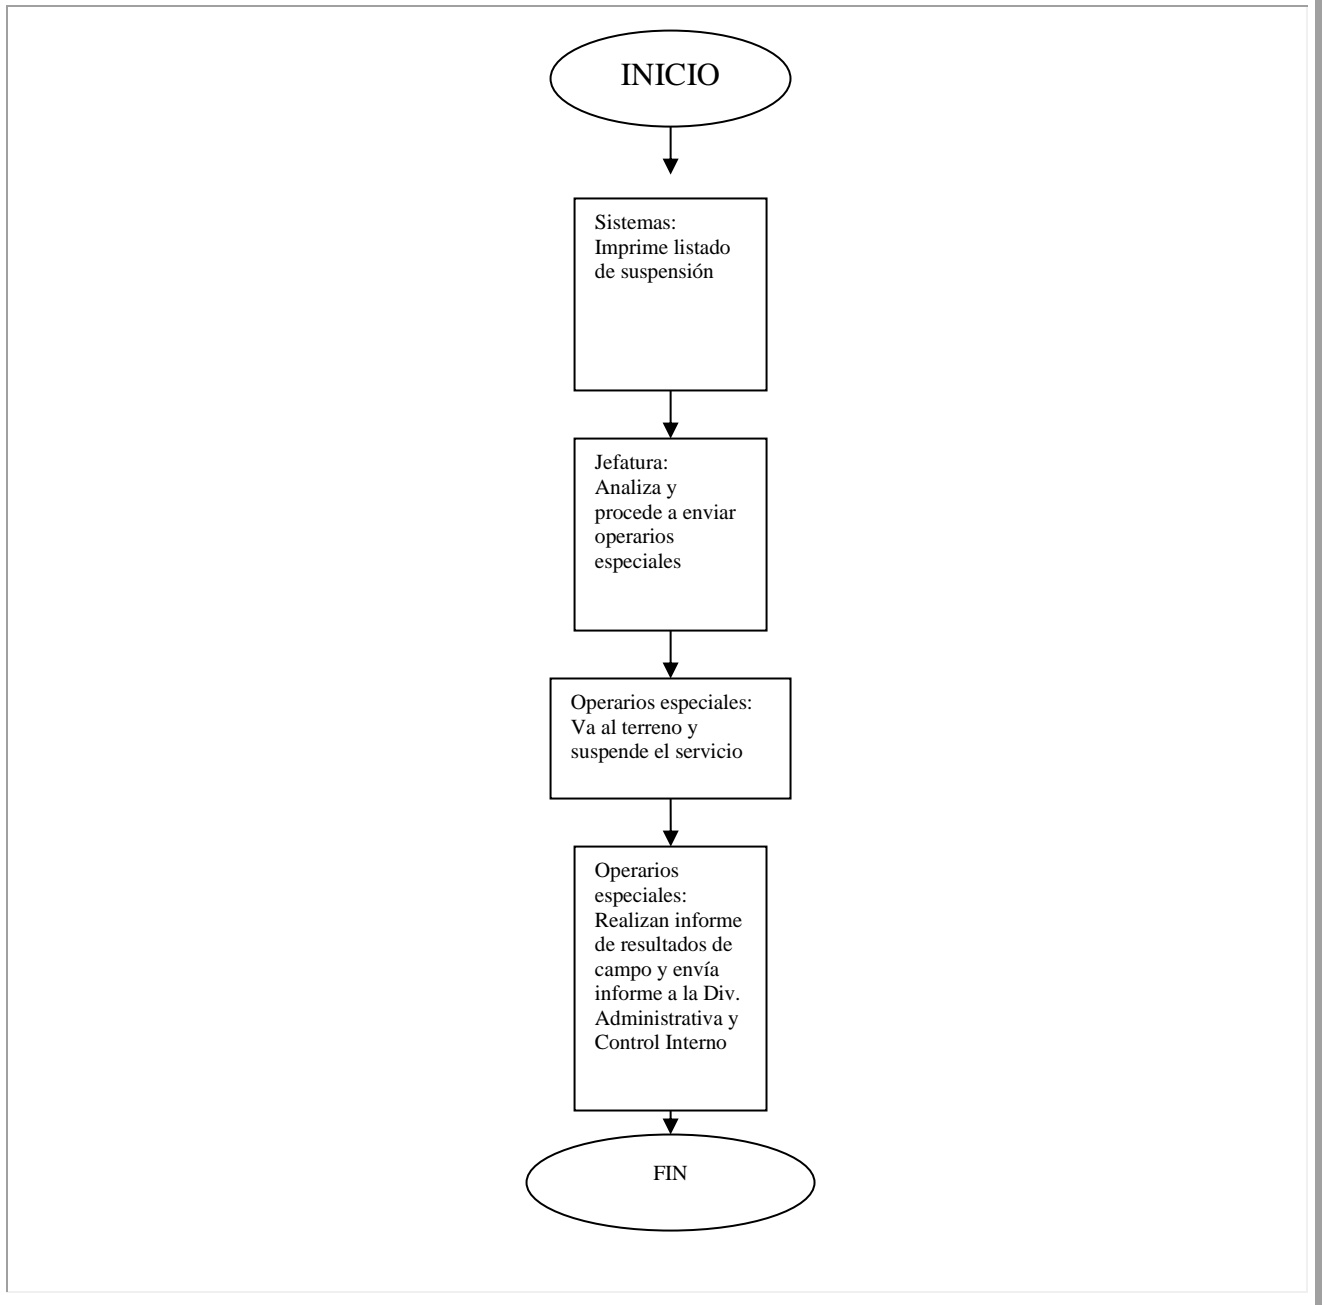 INICIO
Sistemas:
Imprime listado
de suspensión
Jefatura:
Analiza y
procede a enviar
operarios
especiales
Operarios especiales:
Va al terreno y
suspende el servicio
Operarios
especiales:
Realizan informe
de resultados de
campo y envía
informe a la Div.
Administrativa y
Control Interno
FIN